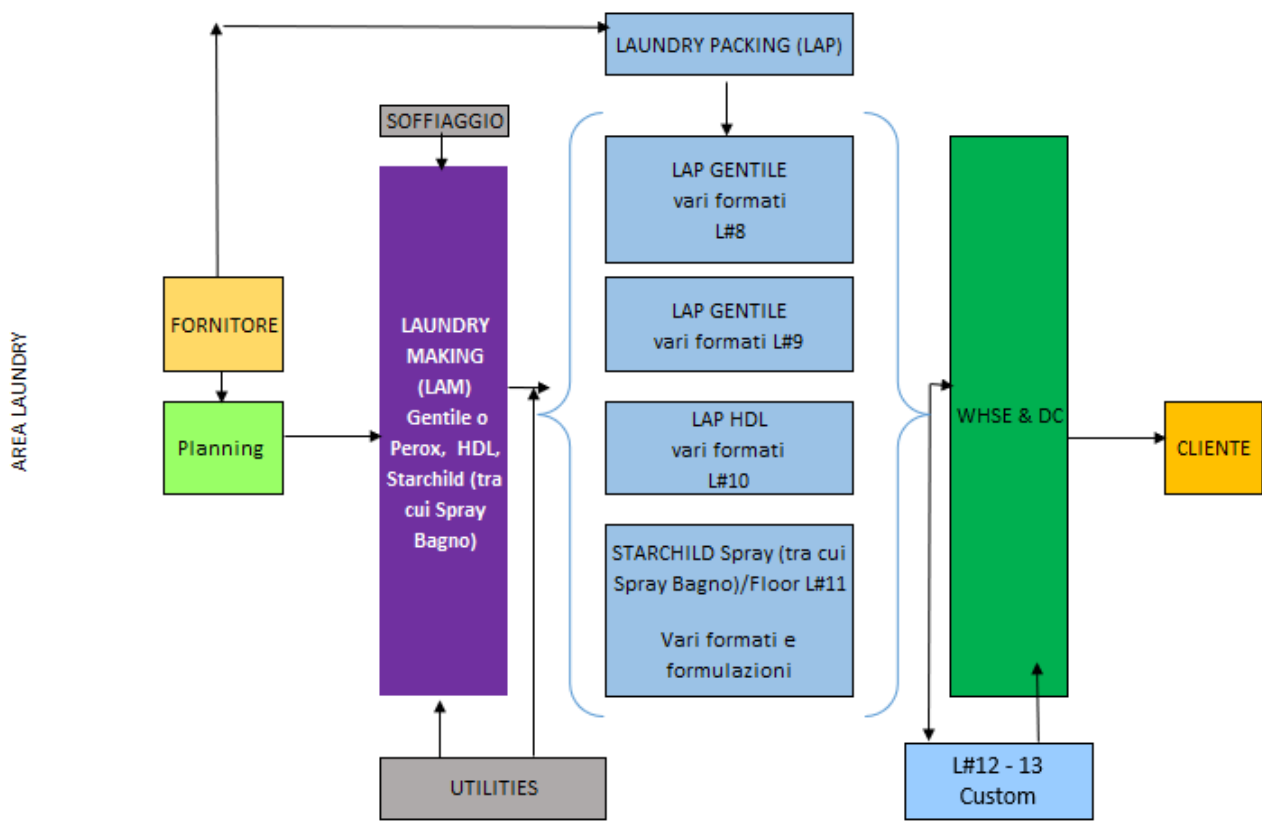 LAUNDRY PACKING (LAP)
SOFFIAGGIO
LAP GENTILE
vari formati
L#8
FORNITORE
LAP GENTILE
vari formati L#9
AREA LAUNDRY
LAUNDRY
MAKING
(LAM)
Gentile o
Perox, HDL,
Starchild (tra
cui Spray
Bagno)
Planning
LAP HDL
vari formati
L#10
WHSE & DC
CLIENTE
STARCHILD Spray (tra cui
Spray Bagno)/Floor L#11
Vari formati e
formulazioni
UTILITIES
L#12 - 13
Custom